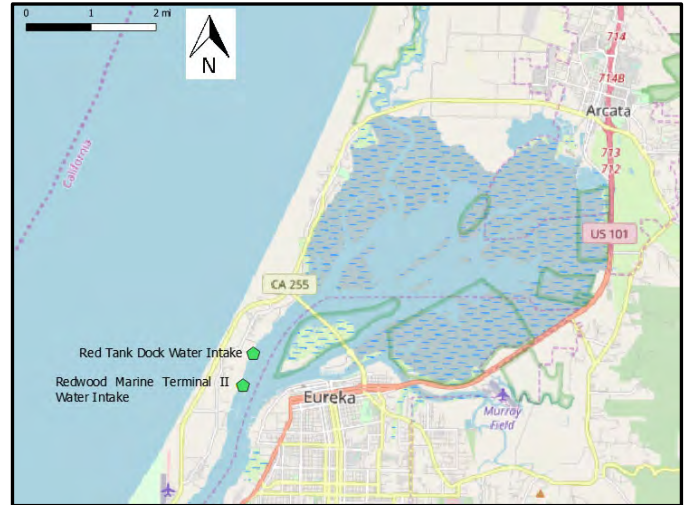 0 1 2 mi
N
714
714B
Arcata
713
712
California
US 101
CA 255
Red Tank Dock Water Intake
Redwood Marine Terminal II
Water Intake
Eureka
Murray
Field